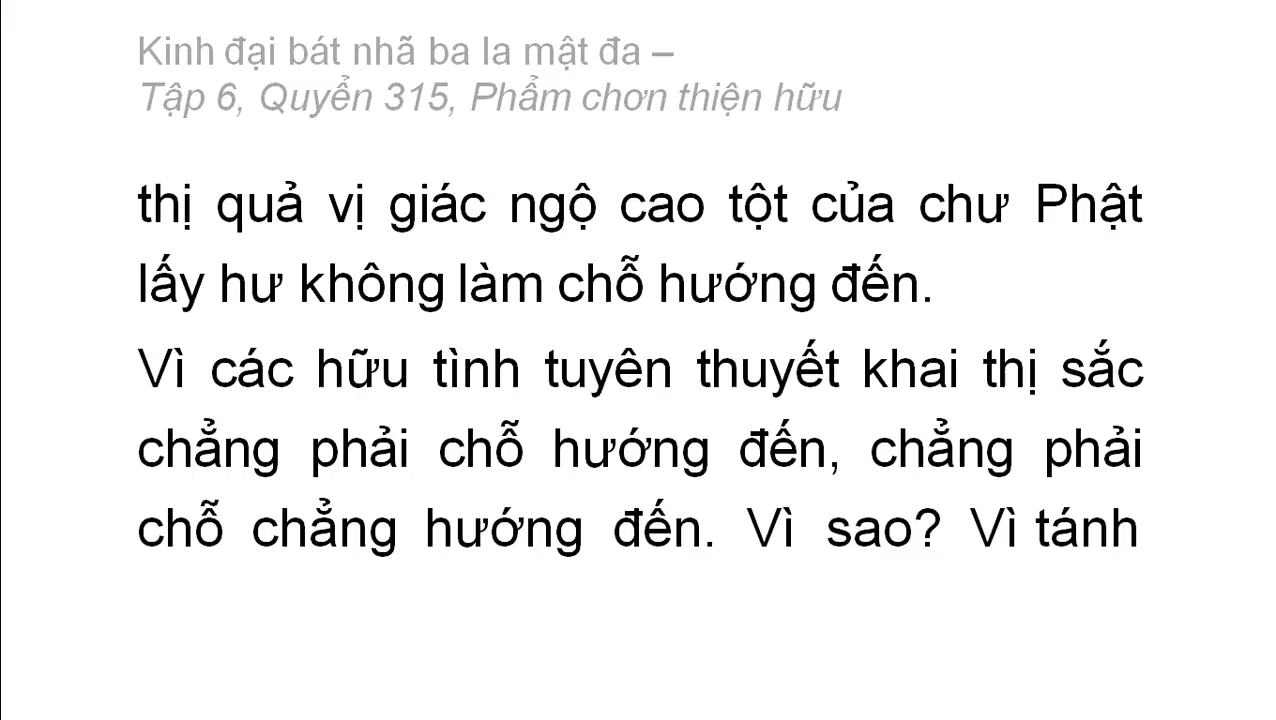 Kinh đại bát nhã ba la mật đa –
Tập 6, Quyển 315, Phẩm chơn thiện hữu
thị quả vị giác ngộ cao tột của chư Phật
lấy hư không làm chỗ hướng đến.
Vì các hữu tình tuyên thuyết khai thị sắc
chẳng phải chỗ hướng đến, chẳng phải
chỗ chẳng hướng đến. Vì sao? Vì tánh